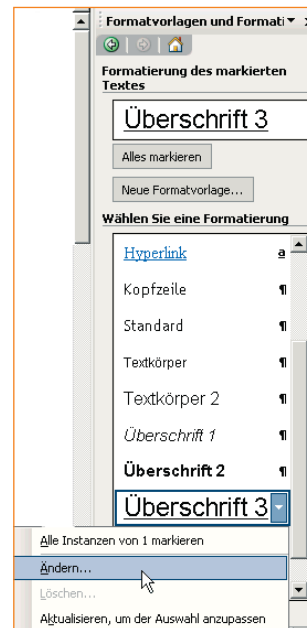 Formatvorlagen und Formati
Formatierung des markierten
Textes
Überschrift 3
Alles markieren
Neue Formatvorlage...
Wählen Sie eine Formatierung
Hyperlink a
Kopfzeile ¶
Standard ¶
Textkörper ¶
Textkörper 2 ¶
Überschrift 1 ¶
Überschrift 2 ¶
Überschrift 3
Alle Instanzen von 1 markieren
Ändern...
Löschen...
Aktualisieren, um der Auswahl anzupassen